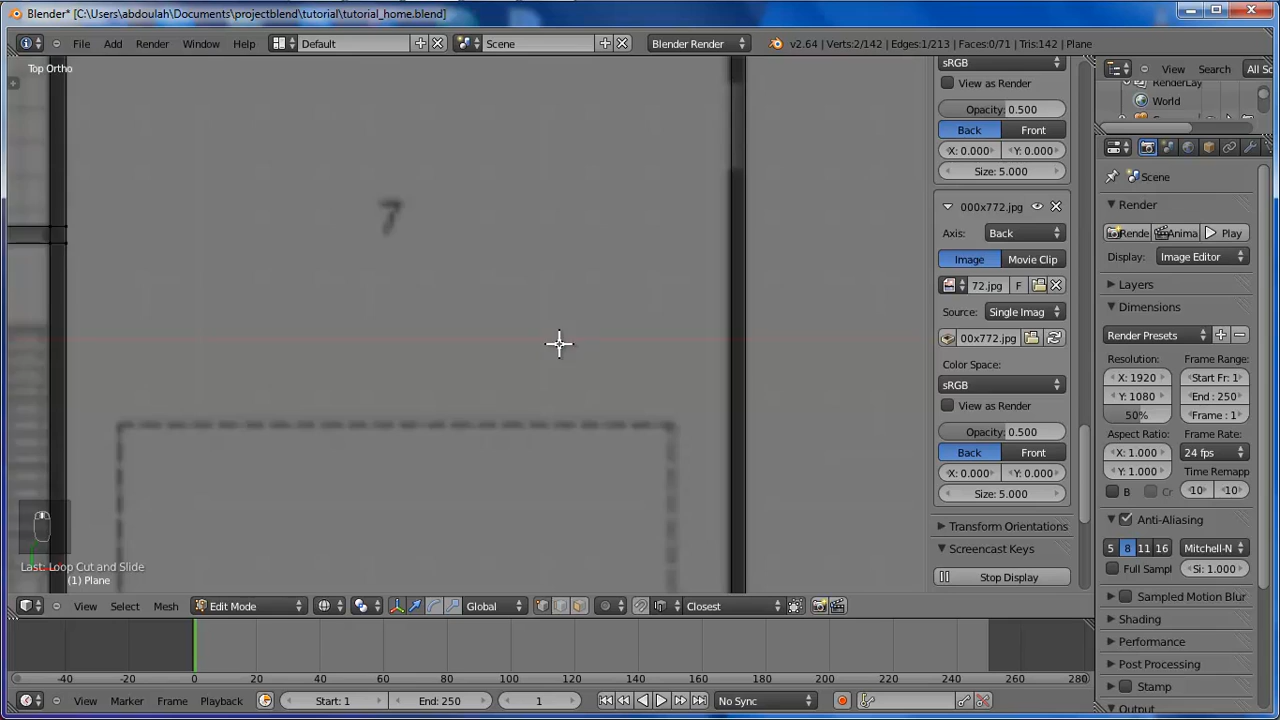 Blender* [C:\Users\abdoulah\Documents\projectblend\tutorial\tutorial_home.blend]
File Add Render Window Help Default Scene Blender Render v2.64 | Verts:2/142 | Edges:1/213 | Faces:0/71 | Tris:142 | Plane
Top Ortho
7
Last: Loop Cut and Slide
(1) Plane
sRGB
View as Render
Opacity: 0.500
Back Front
X: 0.000 Y: 0.000
Size: 5.000
000x772.jpg
Axis: Back
Image Movie Clip
72.jpg F
Source: Single Imag
00x772.jpg
Color Space:
sRGB
View as Render
Opacity: 0.500
Back Front
X: 0.000 Y: 0.000
Size: 5.000
Transform Orientations
Screencast Keys
Stop Display
View Search All Sc
RenderLay
World
Scene
Render
Rende Anima Play
Display: Image Editor
Layers
Dimensions
Render Presets
Resolution: Frame Range:
X: 1920 Start Fr: 1
Y: 1080 End : 250
50% Frame : 1
Aspect Ratio: Frame Rate:
X: 1.000 24 fps
Y: 1.000 Time Remapp
B Cr 10 10
Anti-Aliasing
5 8 11 16 Mitchell-N
Full Sampl Si: 1.000
Sampled Motion Blur
Shading
Performance
Post Processing
Stamp
Output
View Select Mesh Edit Mode Global Closest
-40 -20 0 20 40 60 80 100 120 140 160 180 200 220 240 260 280
View Marker Frame Playback Start: 1 End: 250 1 No Sync